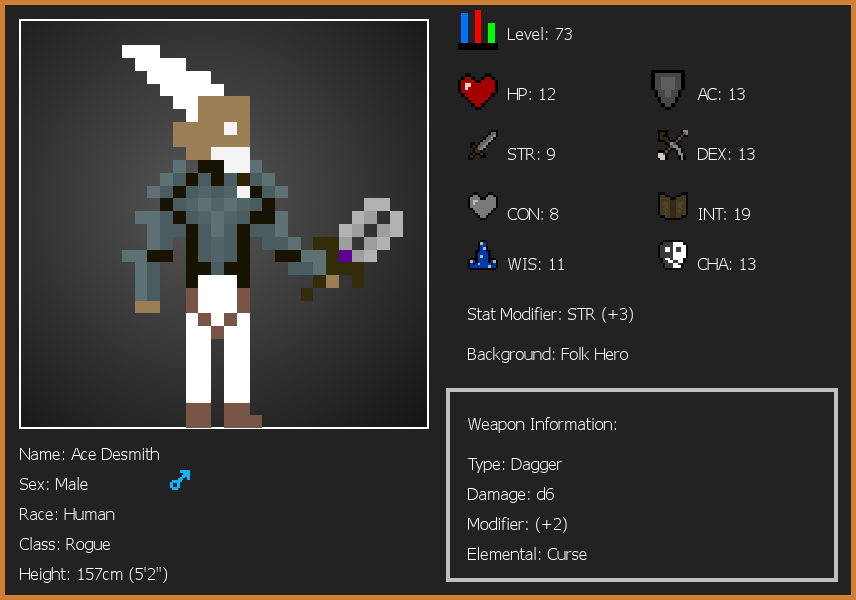 Level: 73
HP: 12
AC: 13
STR: 9
DEX: 13
CON: 8
INT: 19
WIS: 11
CHA: 13
Stat Modifier: STR (+3)
Background: Folk Hero
Weapon Information:
Type: Dagger
Damage: d6
Modifier: (+2)
Elemental: Curse
Name: Ace Desmith
Sex: Male
Race: Human
Class: Rogue
Height: 157cm (5'2")